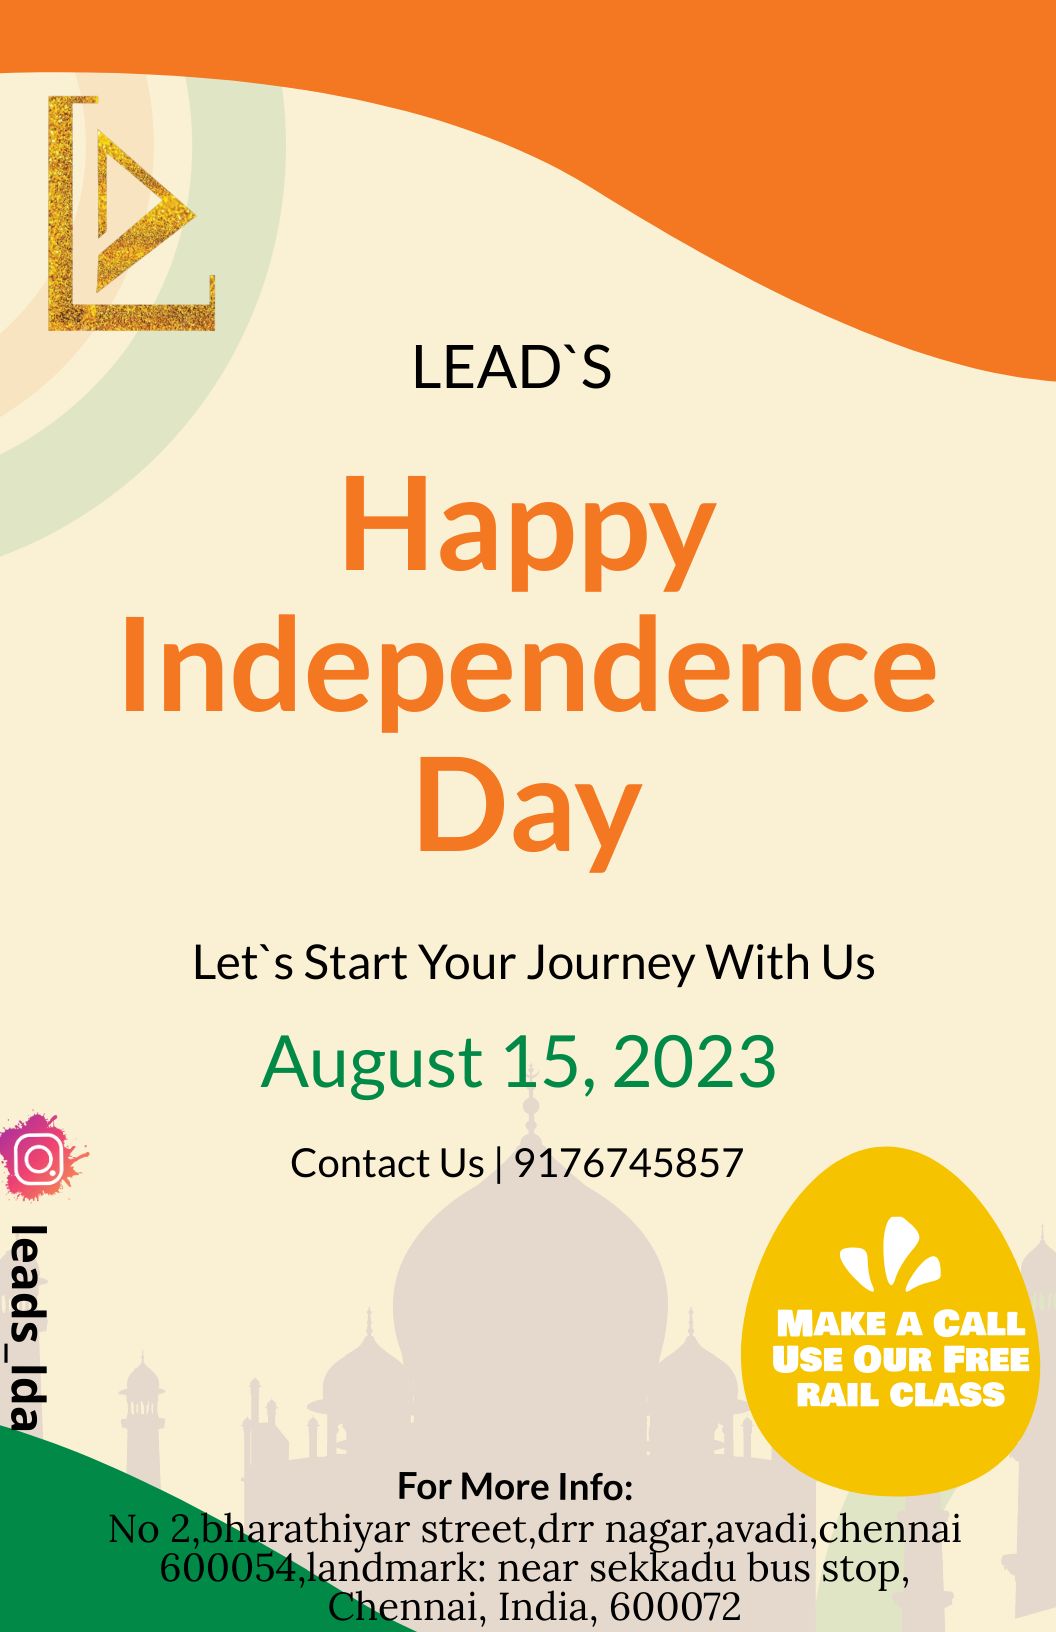 LEAD`S
Happy
Independence
Day
Let`s Start Your Journey With Us
August 15, 2023
Contact Us | 9176745857
leads_lda
Make a Call
Use Our Free
rail class
For More Info:
No 2,bharathiyar street,drr nagar,avadi,chennai
600054,landmark: near sekkadu bus stop,
Chennai, India, 600072